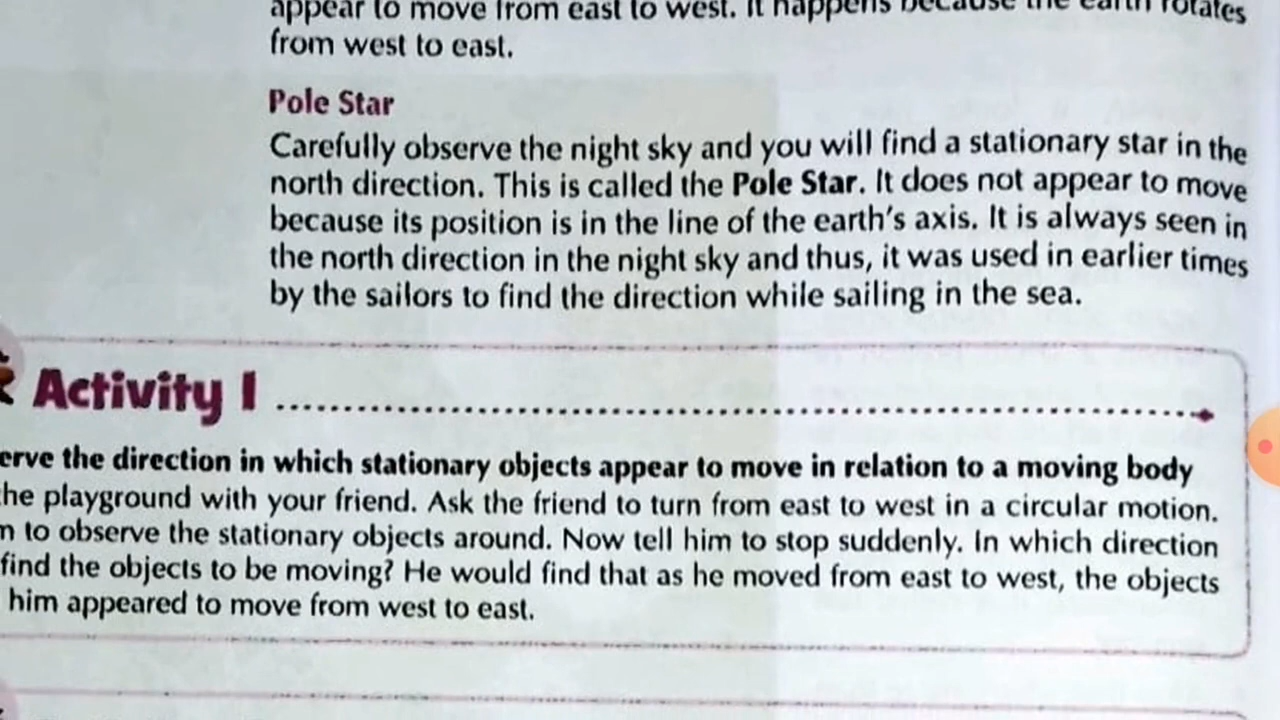 appear to move from east to west. It happens because the earth rotates
from west to east.
Pole Star
Carefully observe the night sky and you will find a stationary star in the
north direction. This is called the Pole Star. It does not appear to move
because its position is in the line of the earth's axis. It is always seen in
the north direction in the night sky and thus, it was used in earlier times
by the sailors to find the direction while sailing in the sea.
Activity 1
erve the direction in which stationary objects appear to move in relation to a moving body
he playground with your friend. Ask the friend to turn from east to west in a circular motion.
to observe the stationary objects around. Now tell him to stop suddenly. In which direction
find the objects to be moving? He would find that as he moved from east to west, the objects
him appeared to move from west to east.